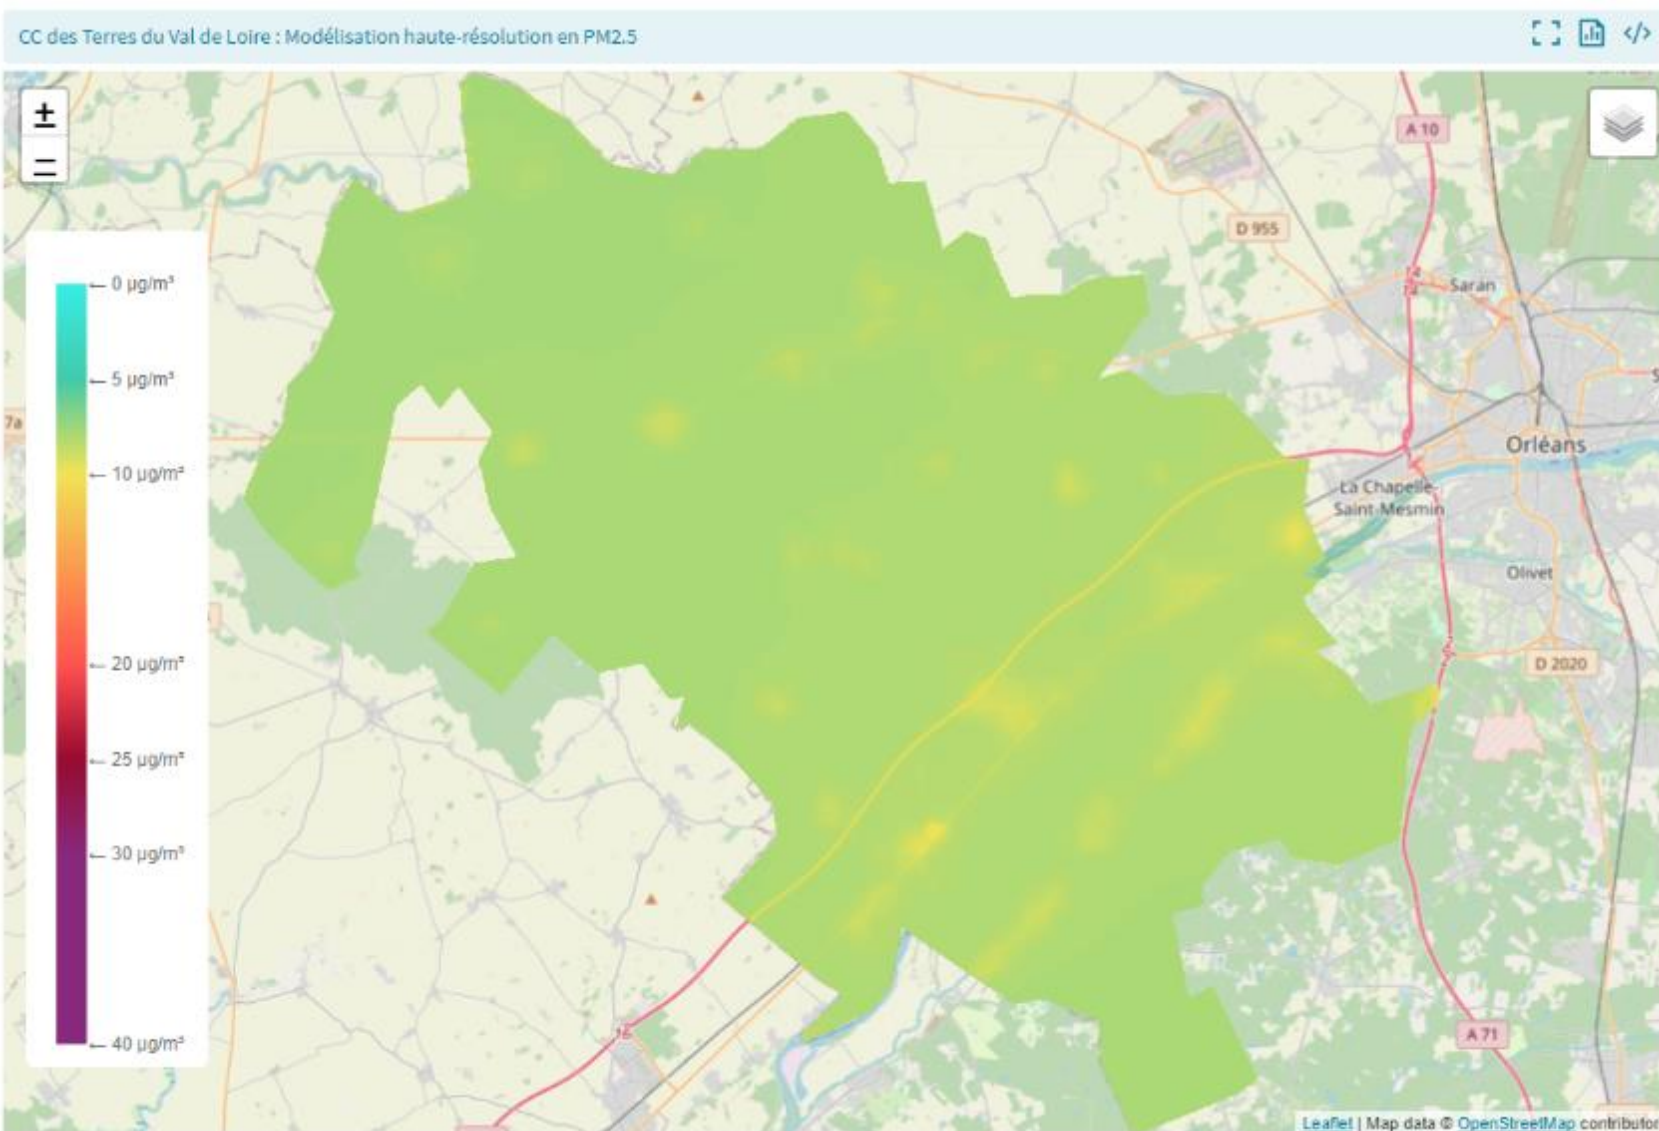 CC des Terres du Val de Loire : Modélisation haute-résolution en PM2.5
</>
+
−
0 µg/m³
5 µg/m³
10 µg/m³
20 µg/m³
25 µg/m³
30 µg/m³
40 µg/m³
7a
A 10
D 955
Saran
Orléans
La Chapelle-
Saint-Mesmin
Olivet
D 2020
A 71
Leaflet | Map data © OpenStreetMap contributor